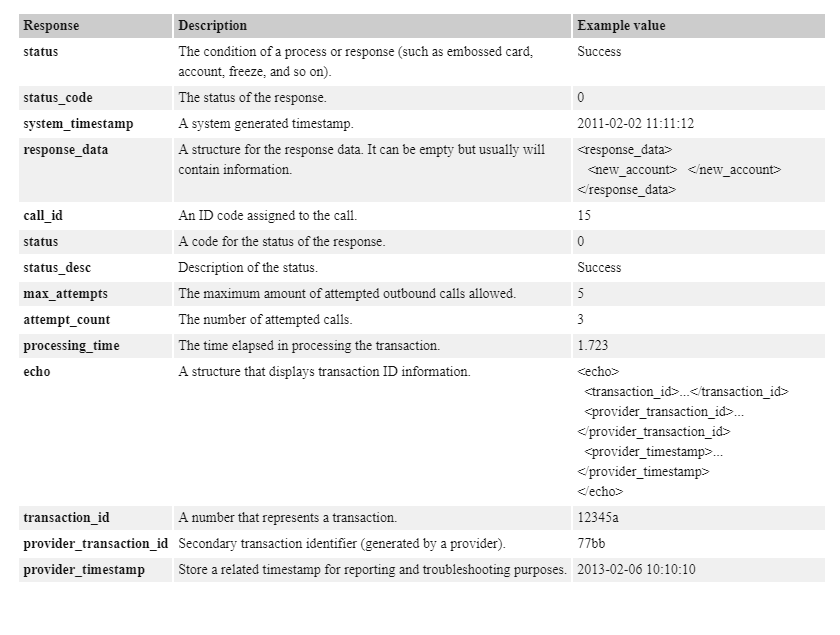 Response Description Example value
status The condition of a process or response (such as embossed card, Success
account, freeze, and so on).
status_code The status of the response. 0
system_timestamp A system generated timestamp. 2011-02-02 11:11:12
response_data A structure for the response data. It can be empty but usually will <response_data>
contain information. <new_account> </new_account>
</response_data>
call_id An ID code assigned to the call. 15
status A code for the status of the response. 0
status_desc Description of the status. Success
max_attempts The maximum amount of attempted outbound calls allowed. 5
attempt_count The number of attempted calls. 3
processing_time The time elapsed in processing the transaction. 1.723
echo A structure that displays transaction ID information. <echo>
<transaction_id>...</transaction_id>
<provider_transaction_id>...
</provider_transaction_id>
<provider_timestamp>...
</provider_timestamp>
</echo>
transaction_id A number that represents a transaction. 12345a
provider_transaction_id Secondary transaction identifier (generated by a provider). 77bb
provider_timestamp Store a related timestamp for reporting and troubleshooting purposes. 2013-02-06 10:10:10